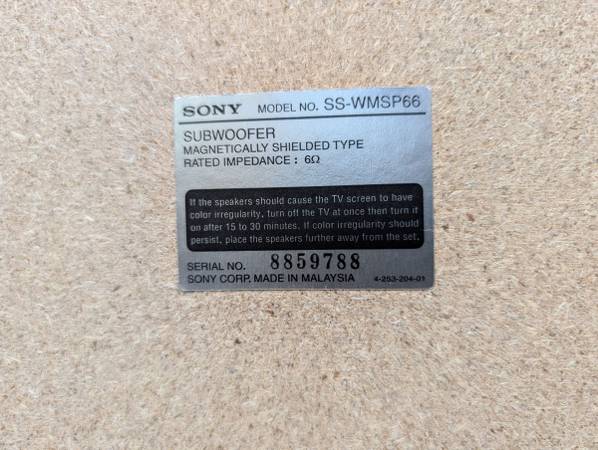 SONY MODEL NO. SS-WMSP66
SUBWOOFER
MAGNETICALLY SHIELDED TYPE
RATED IMPEDANCE : 6Ω
If the speakers should cause the TV screen to have
color irregularity, turn off the TV at once then turn it
on after 15 to 30 minutes. If color irregularity should
persist, place the speakers further away from the set.
SERIAL NO. 8859788
SONY CORP. MADE IN MALAYSIA 4-253-204-01